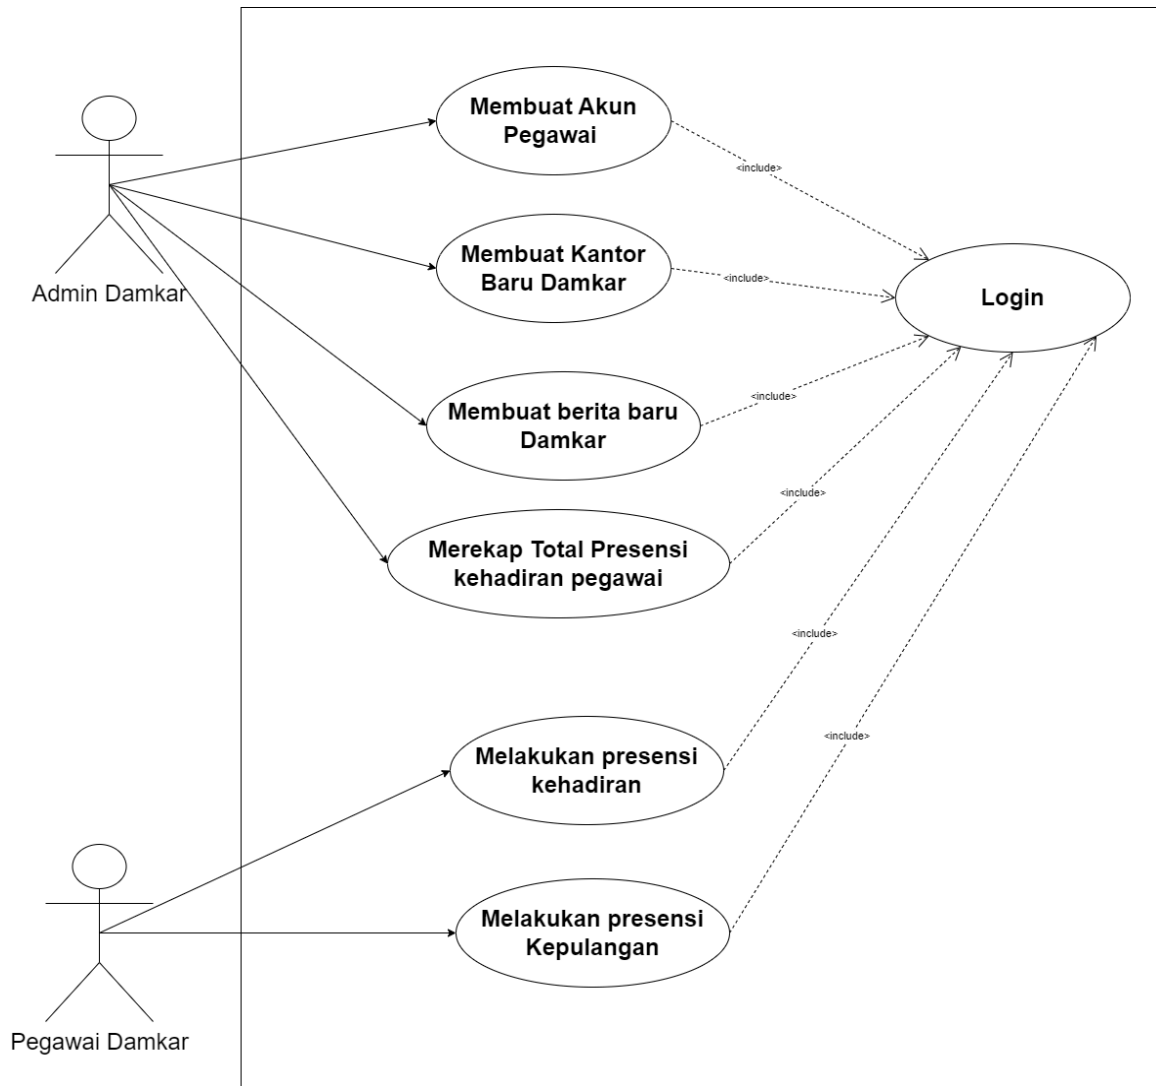 Membuat Akun
Pegawai
<include>
Admin Damkar
Membuat Kantor
Baru Damkar
<include>
Login
Membuat berita baru
Damkar
<include>
Merekap Total Presensi
kehadiran pegawai
<include>
Melakukan presensi
kehadiran
<include>
<include>
Pegawai Damkar
Melakukan presensi
Kepulangan